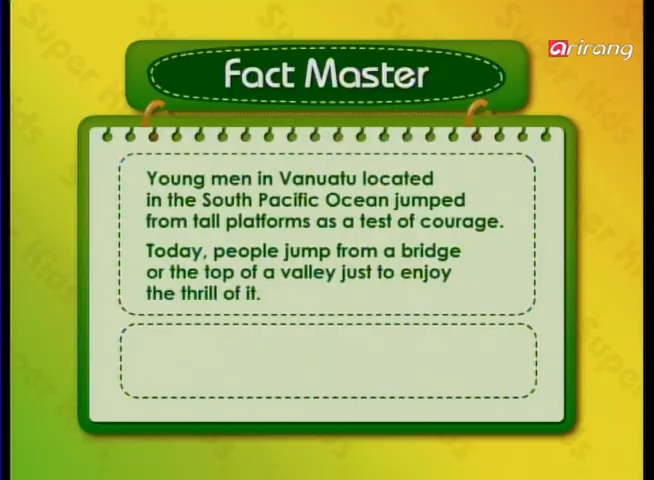 arirang
Fact Master
Young men in Vanuatu located
in the South Pacific Ocean jumped
from tall platforms as a test of courage.
Today, people jump from a bridge
or the top of a valley just to enjoy
the thrill of it.
Super Kids